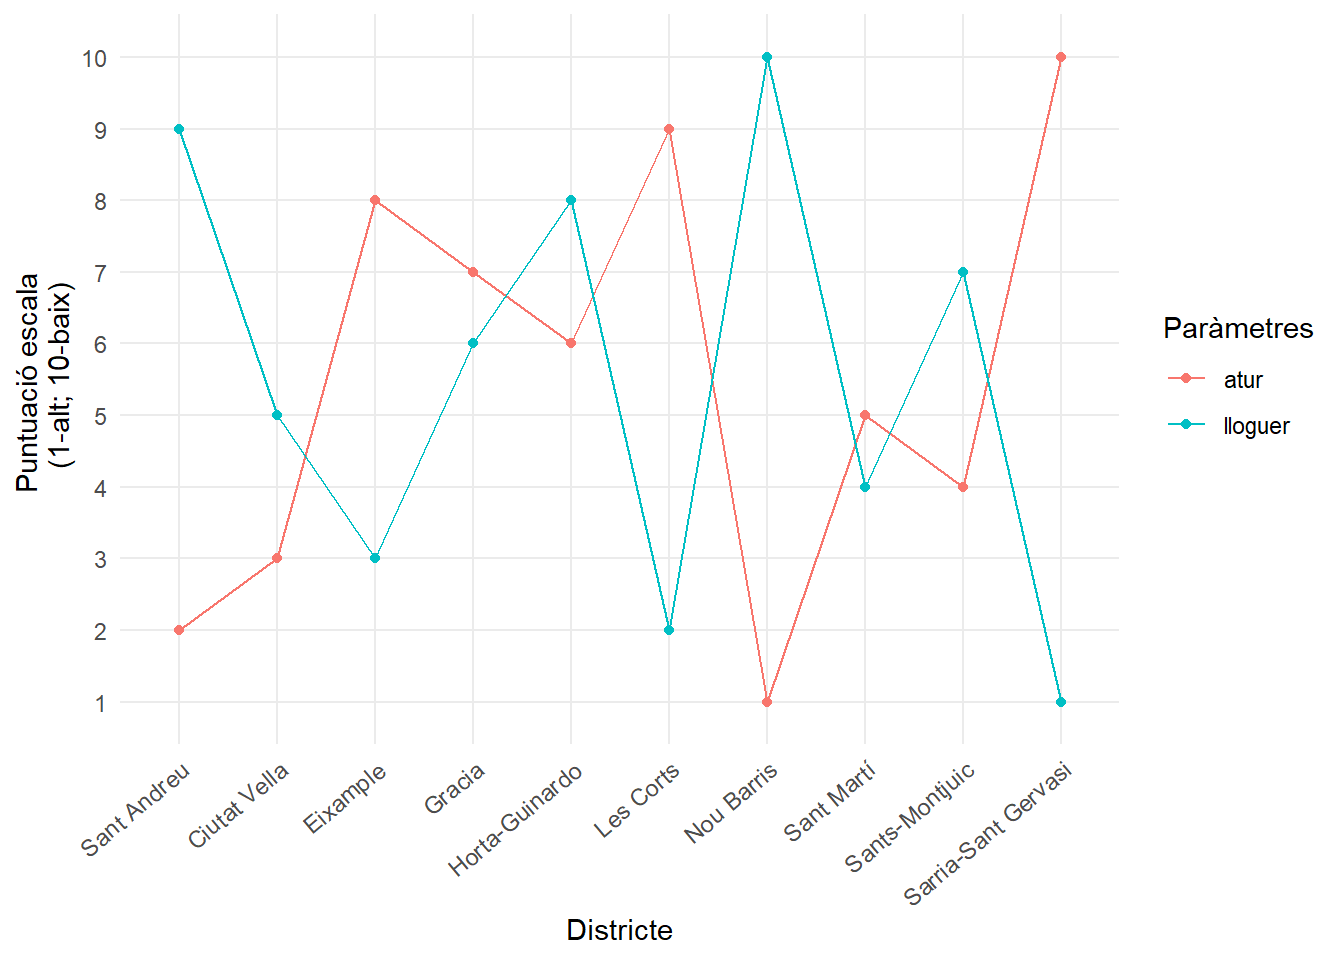 Puntuació escala
(1-alt; 10-baix)
10
9
8
7
6
5
4
3
2
1
Sant Andreu
Ciutat Vella
Eixample
Gracia
Horta-Guinardo
Les Corts
Nou Barris
Sant Martí
Sants-Montjuic
Sarria-Sant Gervasi
Districte
Paràmetres
atur
lloguer